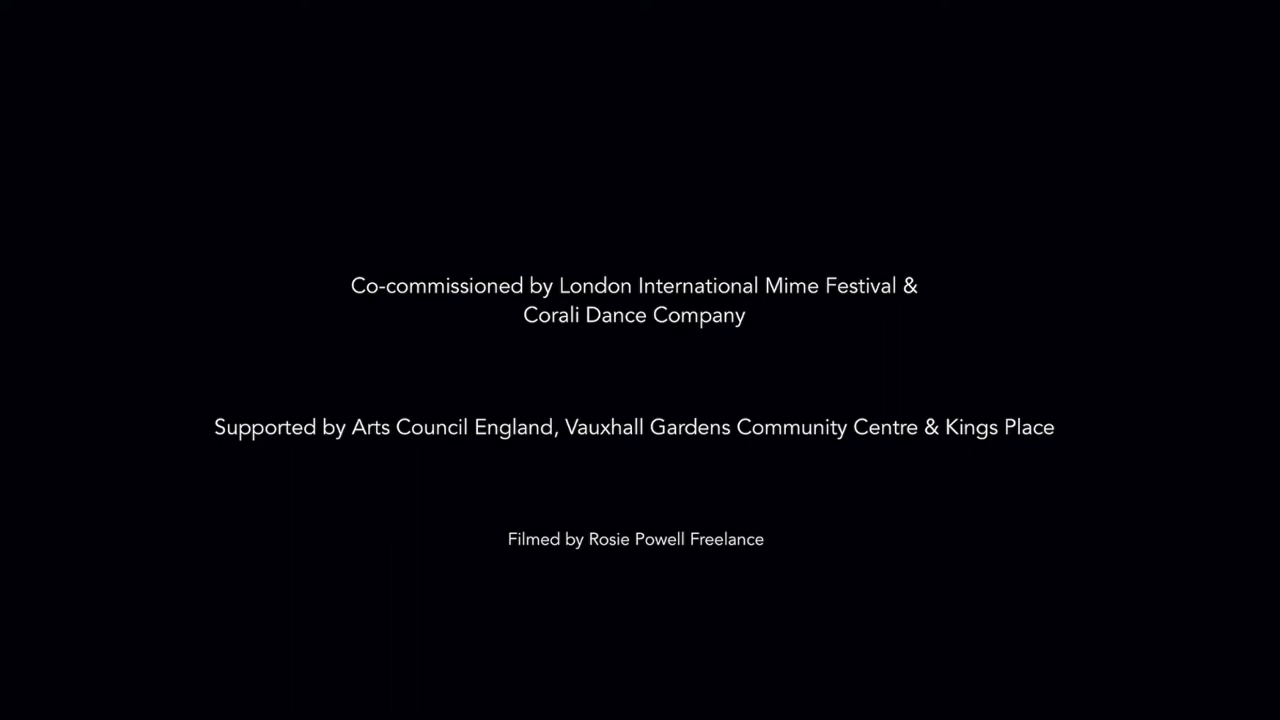 Co-commissioned by London International Mime Festival &
Corali Dance Company
Supported by Arts Council England, Vauxhall Gardens Community Centre & Kings Place
Filmed by Rosie Powell Freelance